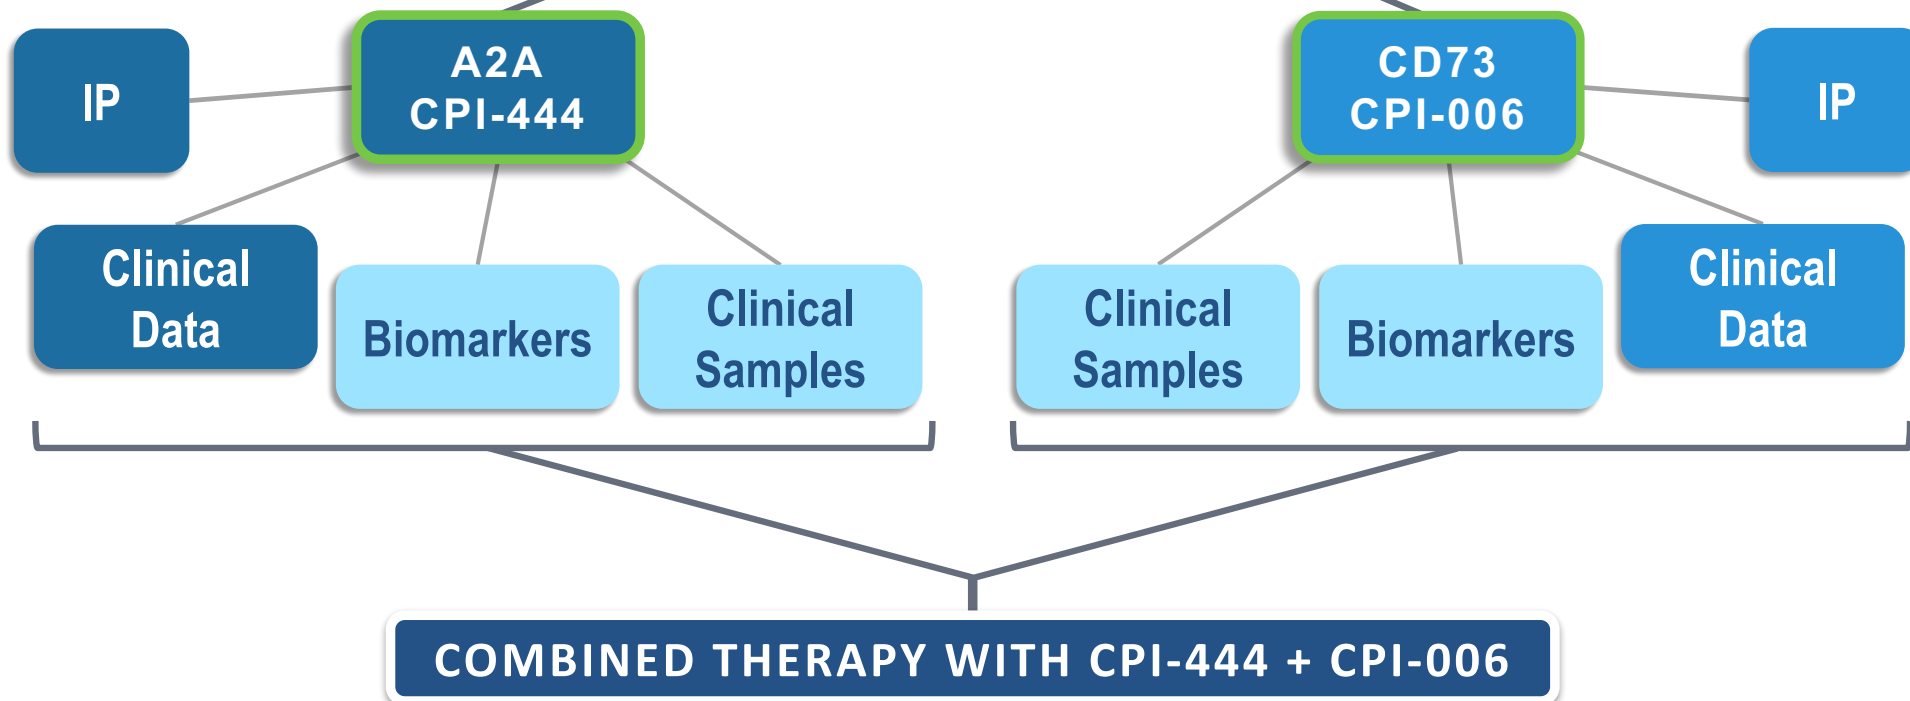 IP
A2A
CPI-444
CD73
CPI-006
IP
Clinical
Data
Biomarkers
Clinical
Samples
Clinical
Samples
Biomarkers
Clinical
Data
COMBINED THERAPY WITH CPI-444 + CPI-006